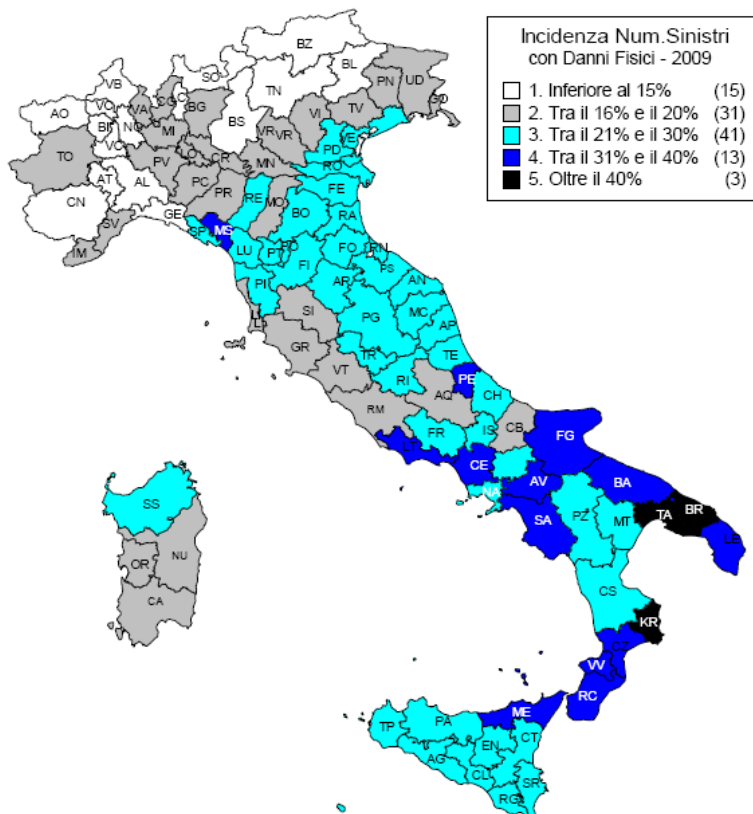 Incidenza Num.Sinistri
con Danni Fisici - 2009
1. Inferiore al 15% (15)
2. Tra il 16% e il 20% (31)
3. Tra il 21% e il 30% (41)
4. Tra il 31% e il 40% (13)
5. Oltre il 40% (3)
BZ
SO
BL
VB
TN
PN
UD
AO
VA
BG
BS
VI
TV
GO
BI
NO
MI
VR
VR
VE
VC
PD
TO
PV
CR
MN
RO
AT
AL
PC
PR
RE
MO
FE
CN
GE
BO
RA
SV
SP
MS
IM
LU
PT
PO
FO
RN
FI
PS
PI
AR
AN
LI
SI
MC
PG
AP
GR
TR
TE
VT
RI
PE
AQ
CH
RM
IS
CB
FR
FG
LT
CE
BA
AV
NA
SS
SA
PZ
MT
TA
BR
LE
OR
NU
CA
CS
KR
CZ
VV
RC
ME
PA
TP
CT
EN
AG
CL
SR
RG